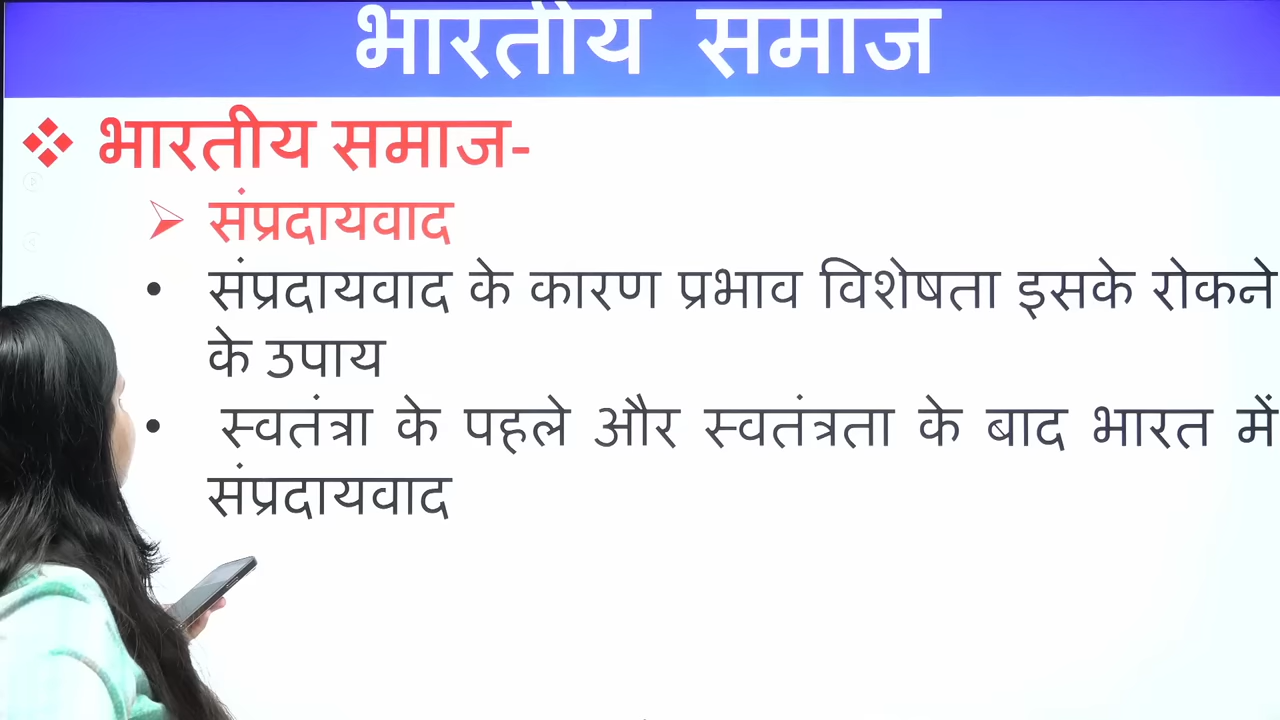 भारतीय समाज
❖ भारतीय समाज-
➢ संप्रदायवाद
• संप्रदायवाद के कारण प्रभाव विशेषता इसके रोकने
के उपाय
• स्वतंत्रा के पहले और स्वतंत्रता के बाद भारत में
संप्रदायवाद